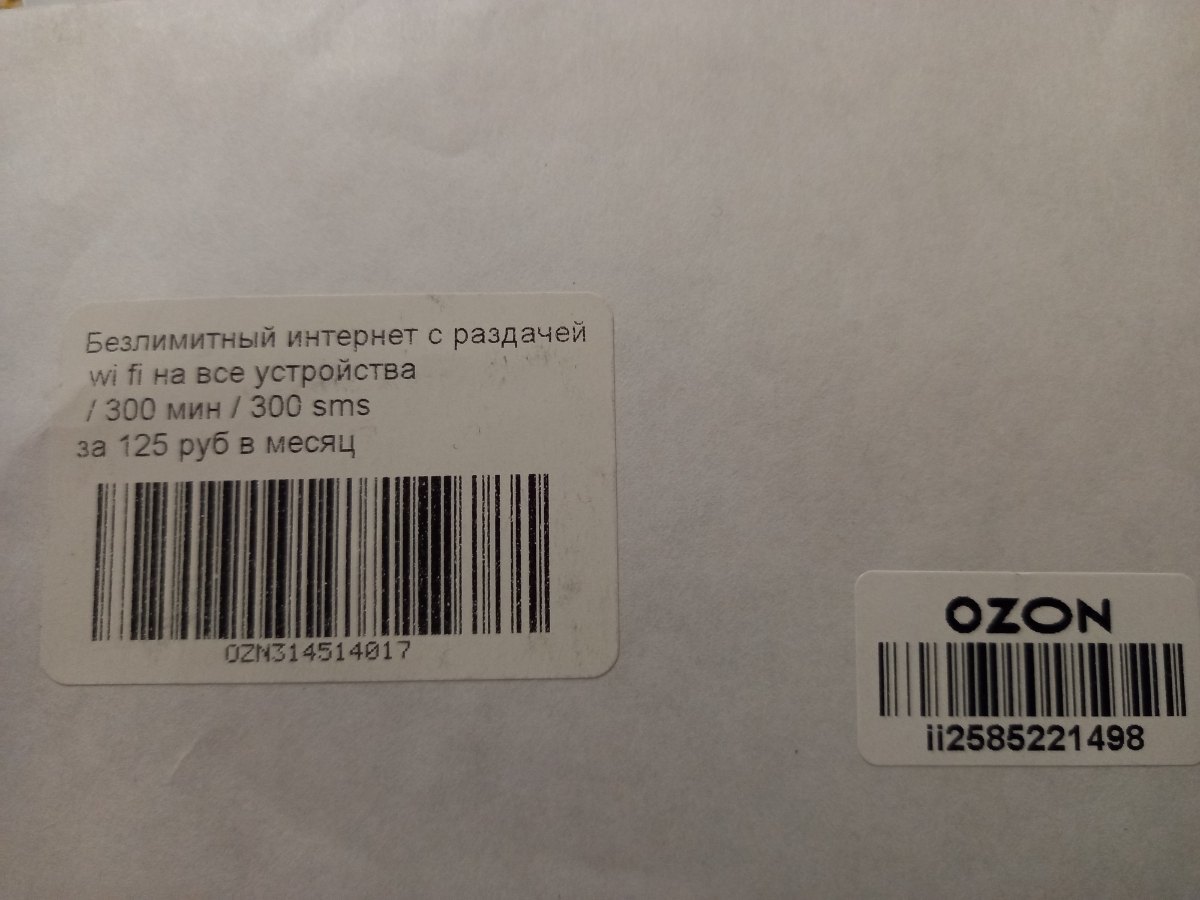 Безлимитный интернет с раздачей
wi fi на все устройства
/ 300 мин / 300 sms
за 125 руб в месяц
OZN314514017
OZON
ii2585221498